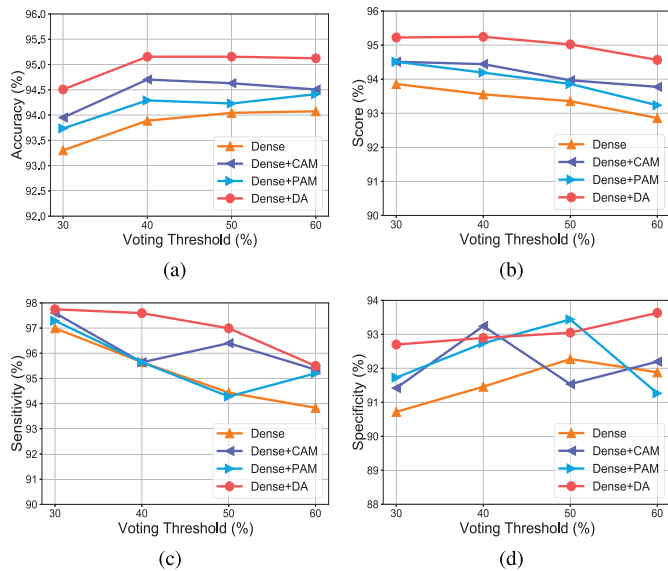 96.0
95.5
95.0
94.5
94.0
93.5
93.0
92.5
92.0
Accuracy (%)
30
40
50
60
Voting Threshold (%)
Dense
Dense+CAM
Dense+PAM
Dense+DA
(a)
96
95
94
93
92
91
90
Score (%)
30
40
50
60
Voting Threshold (%)
Dense
Dense+CAM
Dense+PAM
Dense+DA
(b)
98
97
96
95
94
93
92
91
90
Sensitivity (%)
30
40
50
60
Voting Threshold (%)
Dense
Dense+CAM
Dense+PAM
Dense+DA
(c)
94
93
92
91
90
89
88
Specificity (%)
30
40
50
60
Voting Threshold (%)
Dense
Dense+CAM
Dense+PAM
Dense+DA
(d)